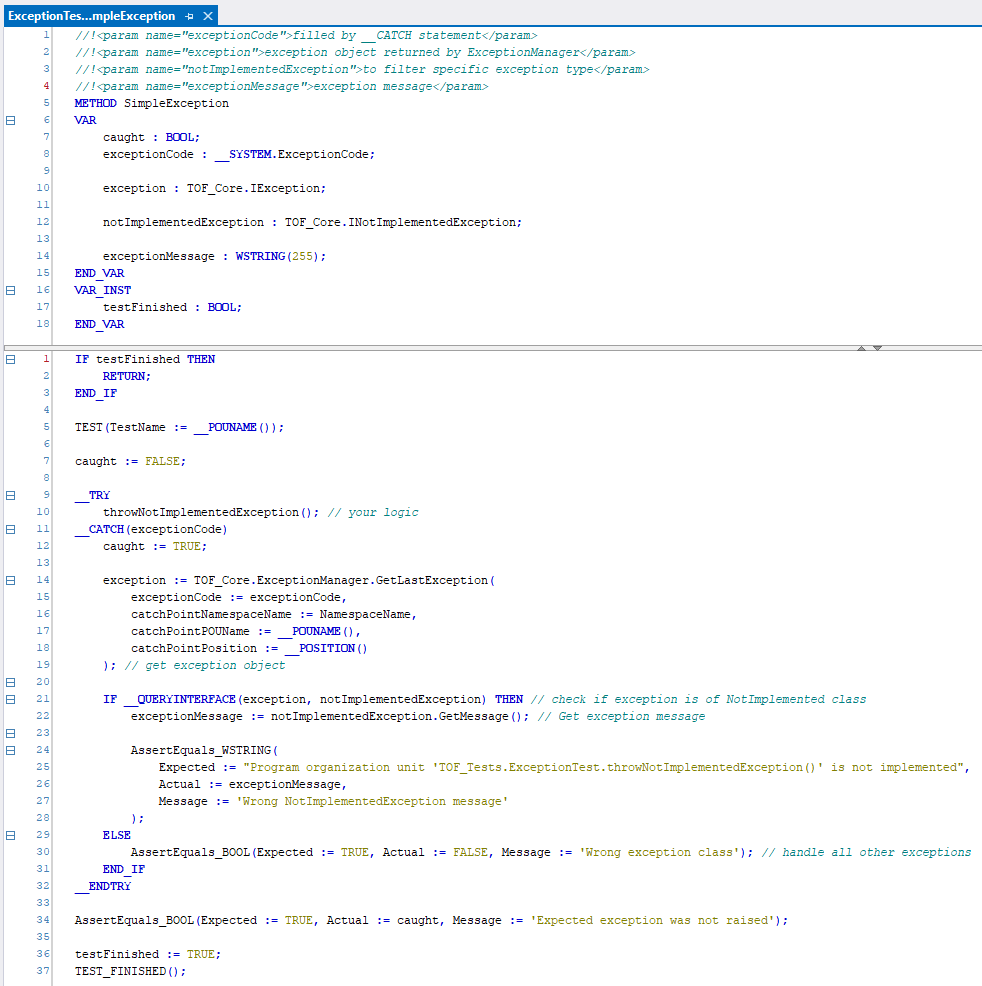 ExceptionTes...mpleException
1 //!<param name="exceptionCode">filled by __CATCH statement</param>
2 //!<param name="exception">exception object returned by ExceptionManager</param>
3 //!<param name="notImplementedException">to filter specific exception type</param>
4 //!<param name="exceptionMessage">exception message</param>
5 METHOD SimpleException
6 VAR
7 caught : BOOL;
8 exceptionCode : __SYSTEM.ExceptionCode;
9
10 exception : TOF_Core.IException;
11
12 notImplementedException : TOF_Core.INotImplementedException;
13
14 exceptionMessage : WSTRING(255);
15 END_VAR
16 VAR_INST
17 testFinished : BOOL;
18 END_VAR
1 IF testFinished THEN
2 RETURN;
3 END_IF
4
5 TEST(TestName := __POUNAME());
6
7 caught := FALSE;
8
9 __TRY
10 throwNotImplementedException(); // your logic
11 __CATCH(exceptionCode)
12 caught := TRUE;
13
14 exception := TOF_Core.ExceptionManager.GetLastException(
15 exceptionCode := exceptionCode,
16 catchPointNamespaceName := NamespaceName,
17 catchPointPOUName := __POUNAME(),
18 catchPointPosition := __POSITION()
19 ); // get exception object
20
21 IF __QUERYINTERFACE(exception, notImplementedException) THEN // check if exception is of NotImplemented class
22 exceptionMessage := notImplementedException.GetMessage(); // Get exception message
23
24 AssertEquals_WSTRING(
25 Expected := "Program organization unit 'TOF_Tests.ExceptionTest.throwNotImplementedException()' is not implemented",
26 Actual := exceptionMessage,
27 Message := 'Wrong NotImplementedException message'
28 );
29 ELSE
30 AssertEquals_BOOL(Expected := TRUE, Actual := FALSE, Message := 'Wrong exception class'); // handle all other exceptions
31 END_IF
32 __ENDTRY
33
34 AssertEquals_BOOL(Expected := TRUE, Actual := caught, Message := 'Expected exception was not raised');
35
36 testFinished := TRUE;
37 TEST_FINISHED();